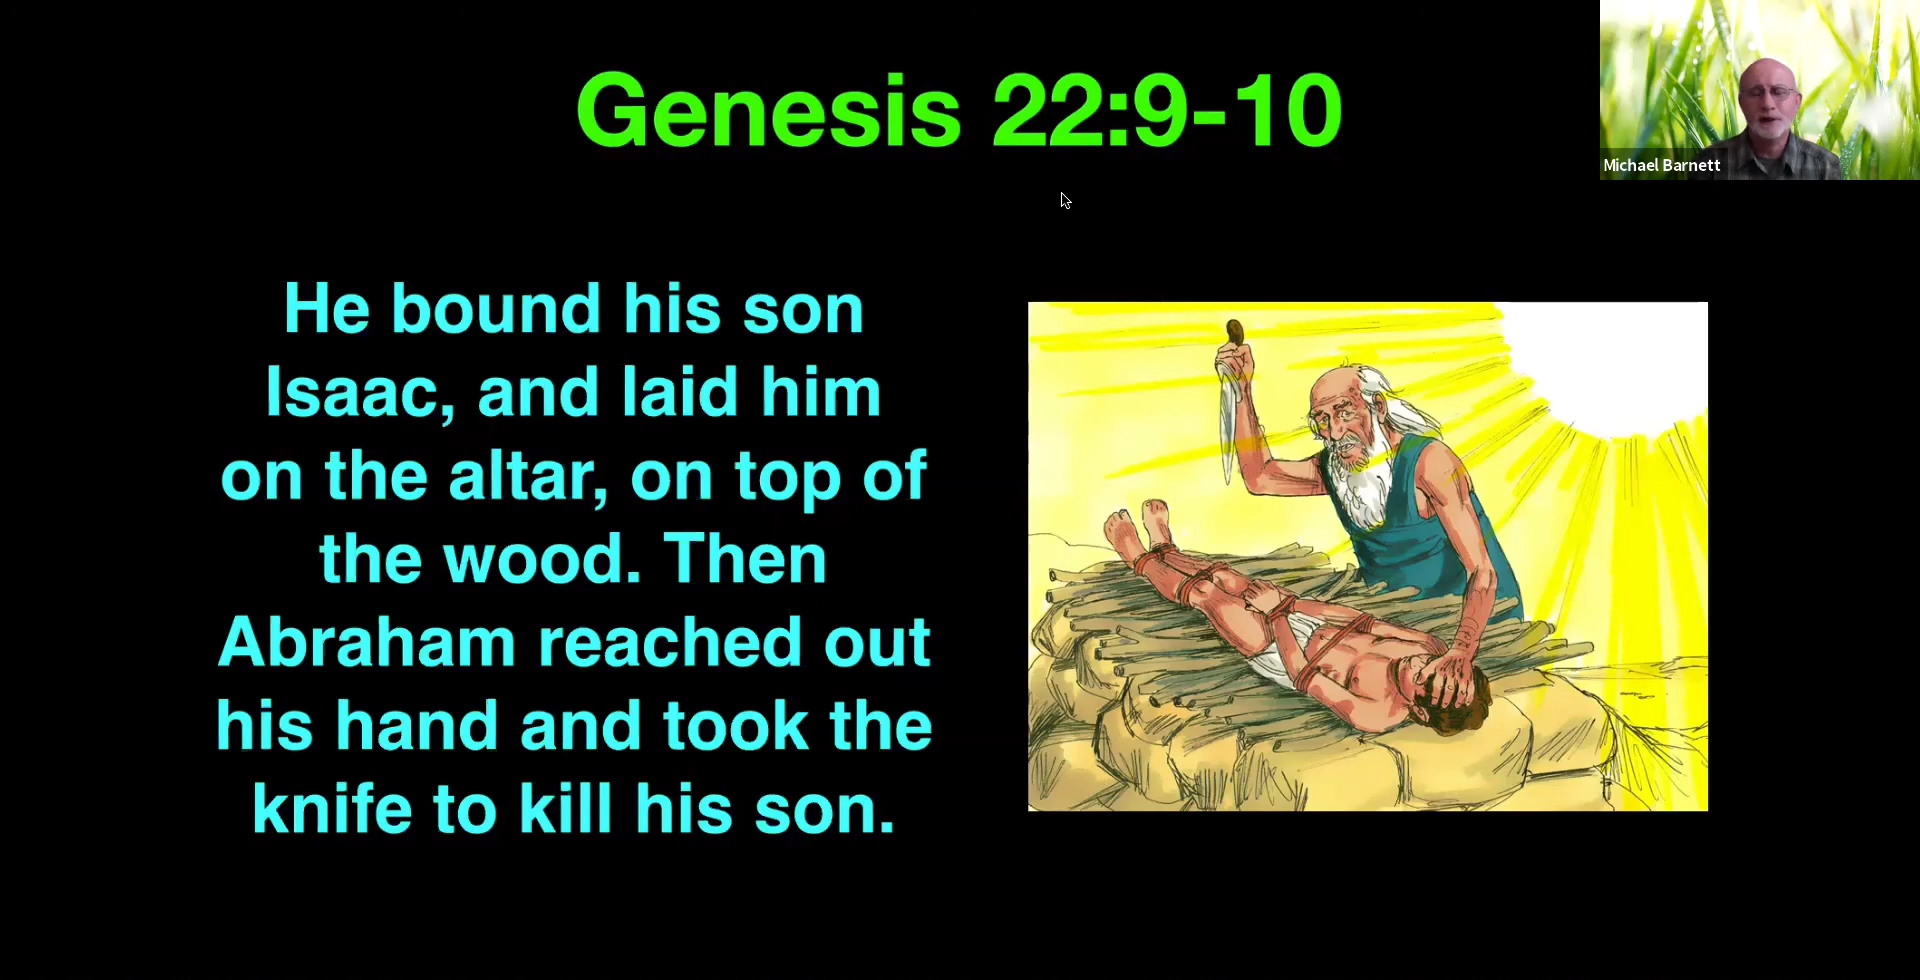 Genesis 22:9-10
Michael Barnett
He bound his son
Isaac, and laid him
on the altar, on top of
the wood. Then
Abraham reached out
his hand and took the
knife to kill his son.